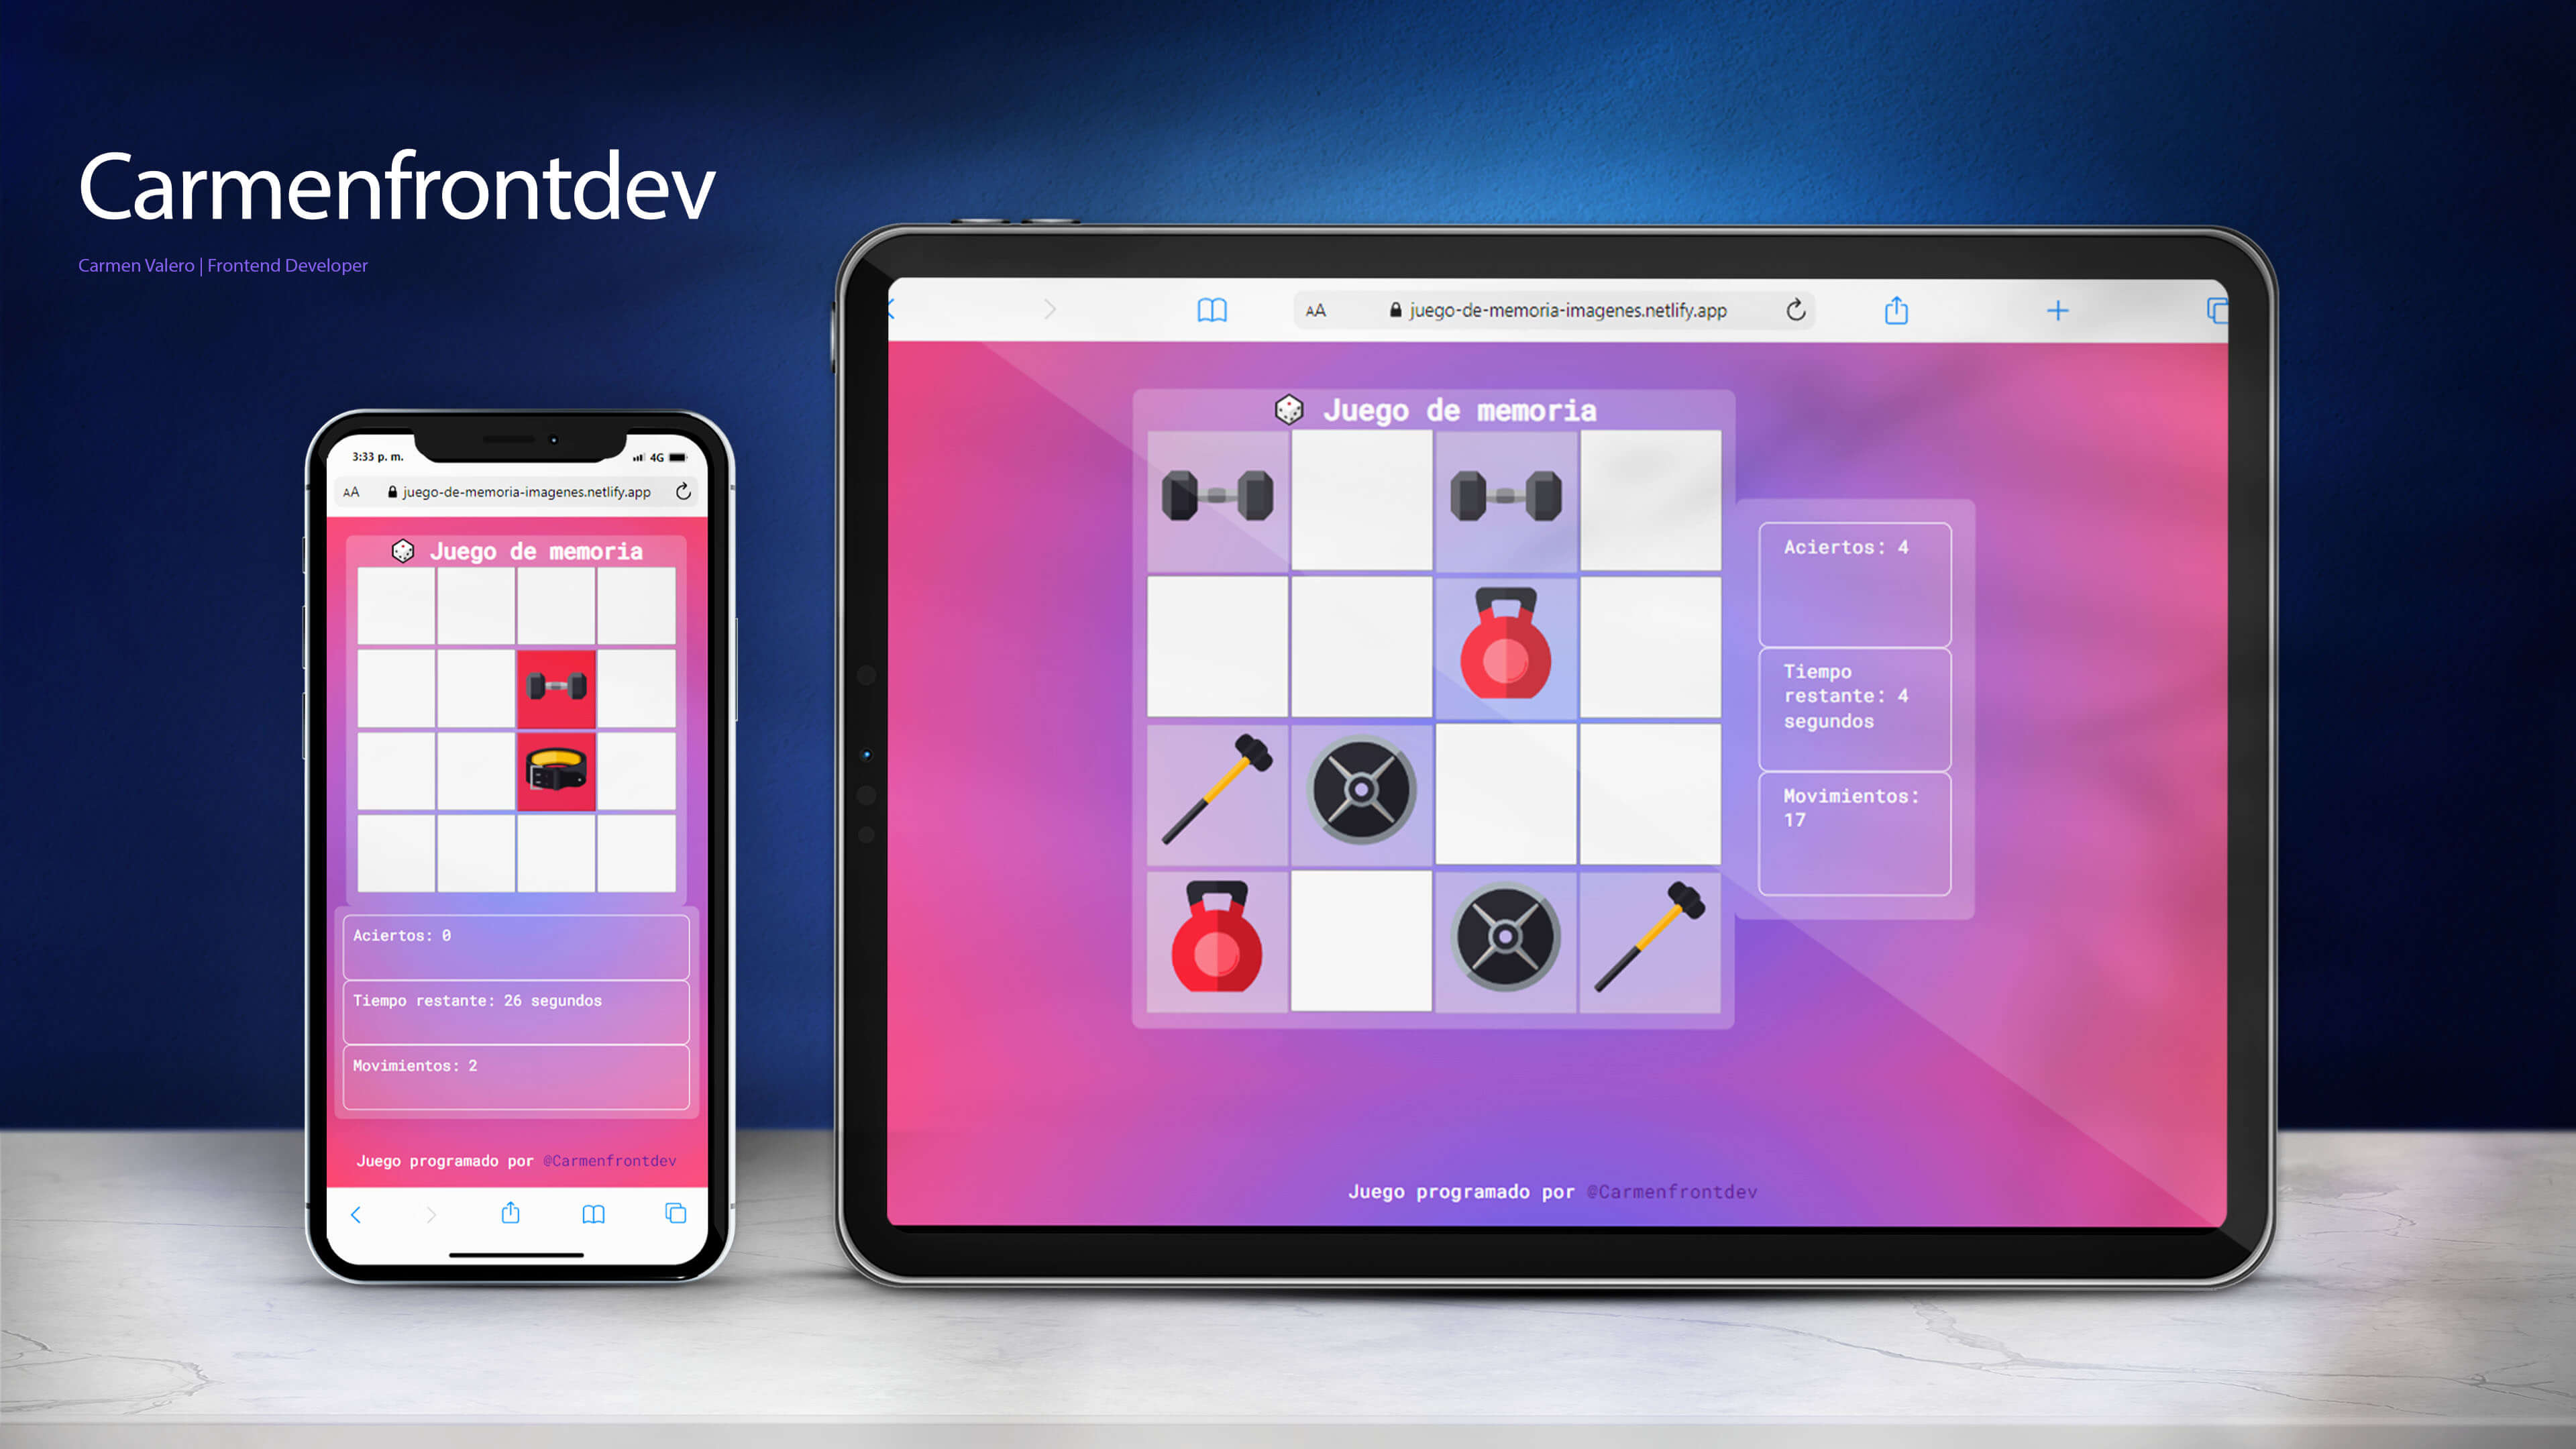 Carmenfrontdev
Carmen Valero | Frontend Developer
3:33 p. m.
4G
AA
juego-de-memoria-imagenes.netlify.app
Juego de memoria
Aciertos: 0
Tiempo restante: 26 segundos
Movimientos: 2
Juego programado por @Carmenfrontdev
AA
juego-de-memoria-imagenes.netlify.app
Juego de memoria
Aciertos: 4
Tiempo
restante: 4
segundos
Movimientos:
17
Juego programado por @Carmenfrontdev